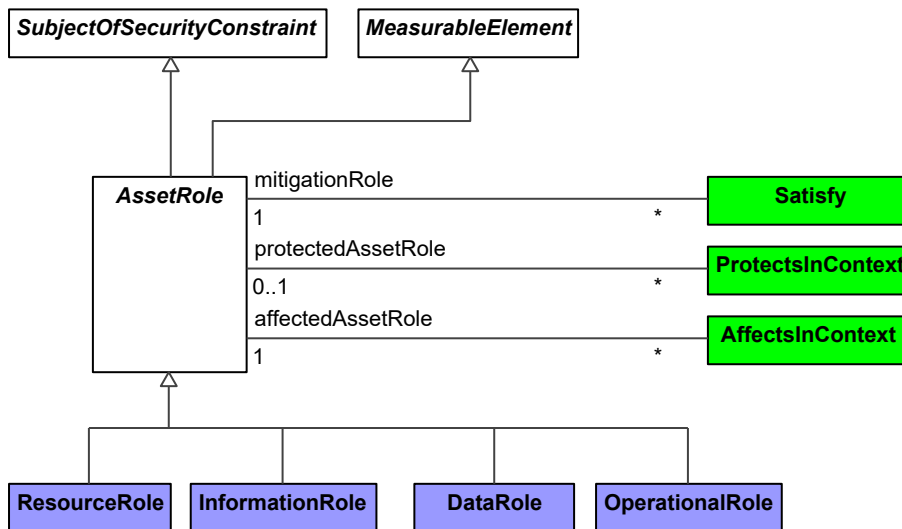 SubjectOfSecurityConstraint
MeasurableElement
AssetRole
mitigationRole
1
*
Satisfy
protectedAssetRole
0..1
*
ProtectsInContext
affectedAssetRole
1
*
AffectsInContext
ResourceRole
InformationRole
DataRole
OperationalRole